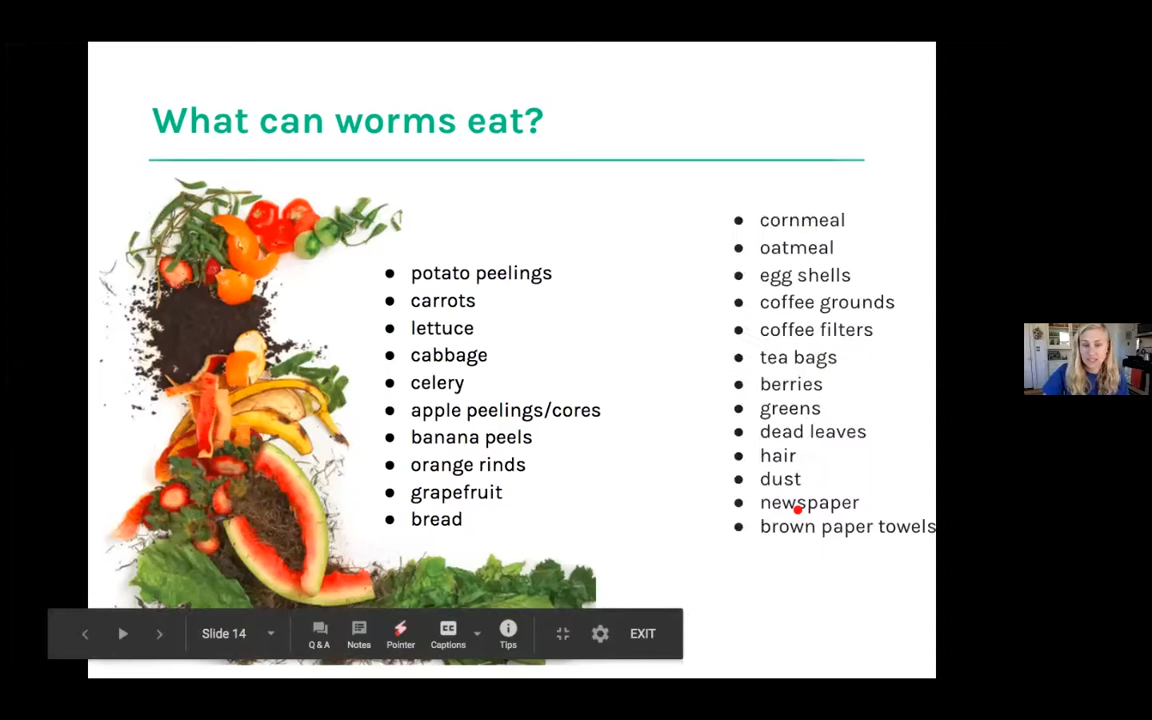 What can worms eat?
potato peelings
carrots
lettuce
cabbage
celery
apple peelings/cores
banana peels
orange rinds
grapefruit
bread
cornmeal
oatmeal
egg shells
coffee grounds
coffee filters
tea bags
berries
greens
dead leaves
hair
dust
newspaper
brown paper towels
Slide 14
Q & A
Notes
Pointer
CC
Captions
Tips
EXIT